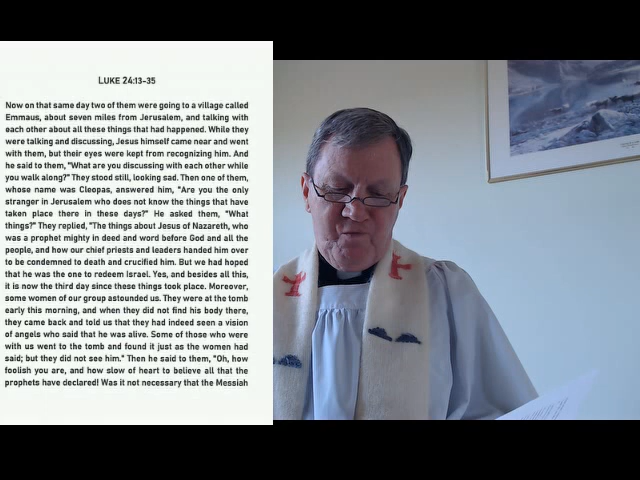 LUKE 24:13-35
Now on that same day two of them were going to a village called
Emmaus, about seven miles from Jerusalem, and talking with
each other about all these things that had happened. While they
were talking and discussing, Jesus himself came near and went
with them, but their eyes were kept from recognizing him. And
he said to them, "What are you discussing with each other while
you walk along?" They stood still, looking sad. Then one of them,
whose name was Cleopas, answered him, "Are you the only
stranger in Jerusalem who does not know the things that have
taken place there in these days?" He asked them, "What
things?" They replied, "The things about Jesus of Nazareth, who
was a prophet mighty in deed and word before God and all the
people, and how our chief priests and leaders handed him over
to be condemned to death and crucified him. But we had hoped
that he was the one to redeem Israel. Yes, and besides all this,
it is now the third day since these things took place. Moreover,
some women of our group astounded us. They were at the tomb
early this morning, and when they did not find his body there,
they came back and told us that they had indeed seen a vision
of angels who said that he was alive. Some of those who were
with us went to the tomb and found it just as the women had
said; but they did not see him." Then he said to them, "Oh, how
foolish you are, and how slow of heart to believe all that the
prophets have declared! Was it not necessary that the Messiah